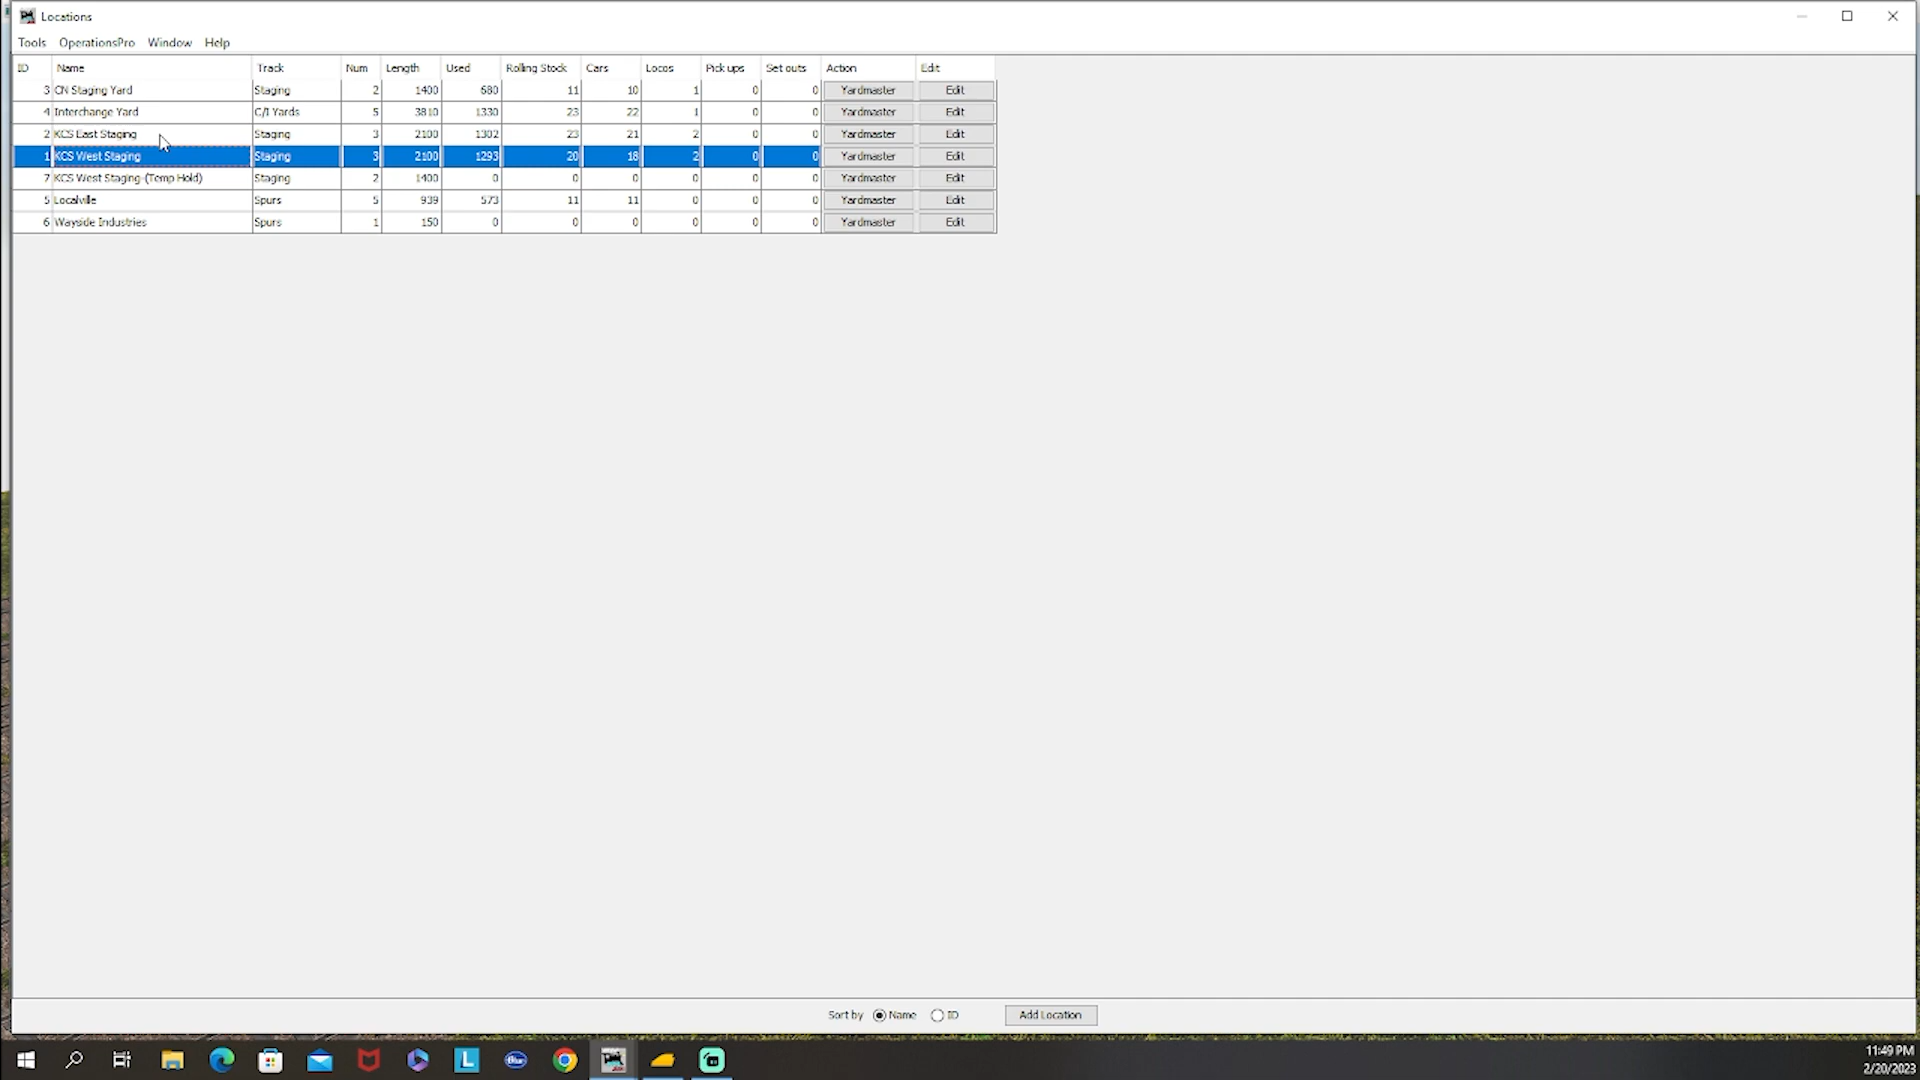 Locations
Tools OperationsPro Window Help
ID Name Track Num Length Used Rolling Stock Cars Locos Pick ups Set outs Action Edit
3 CN Staging Yard Staging 2 1400 680 11 10 1 0 0 Yardmaster Edit
4 Interchange Yard C/I Yards 5 3810 1330 23 22 1 0 0 Yardmaster Edit
2 KCS East Staging Staging 3 2100 1302 23 21 2 0 0 Yardmaster Edit
1 KCS West Staging Staging 3 2100 1293 20 18 2 0 0 Yardmaster Edit
7 KCS West Staging-(Temp Hold) Staging 2 1400 0 0 0 0 0 0 Yardmaster Edit
5 Localville Spurs 5 939 573 11 11 0 0 0 Yardmaster Edit
6 Wayside Industries Spurs 1 150 0 0 0 0 0 0 Yardmaster Edit
Sort by Name ID Add Location
L Blue
11:49 PM
2/20/2023